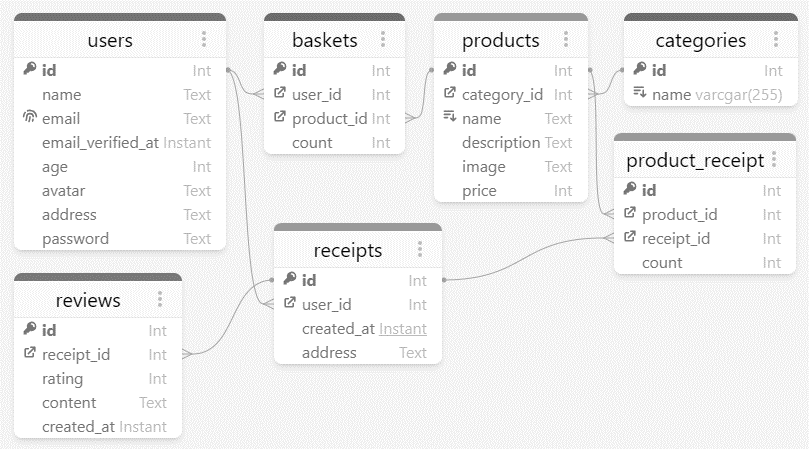 users
id Int
name Text
email Text
email_verified_at Instant
age Int
avatar Text
address Text
password Text
baskets
id Int
user_id Int
product_id Int
count Int
products
id Int
category_id Int
name Text
description Text
image Text
price Int
categories
id Int
name varcgar(255)
product_receipt
id Int
product_id Int
receipt_id Int
count Int
receipts
id Int
user_id Int
created_at Instant
address Text
reviews
id Int
receipt_id Int
rating Int
content Text
created_at Instant